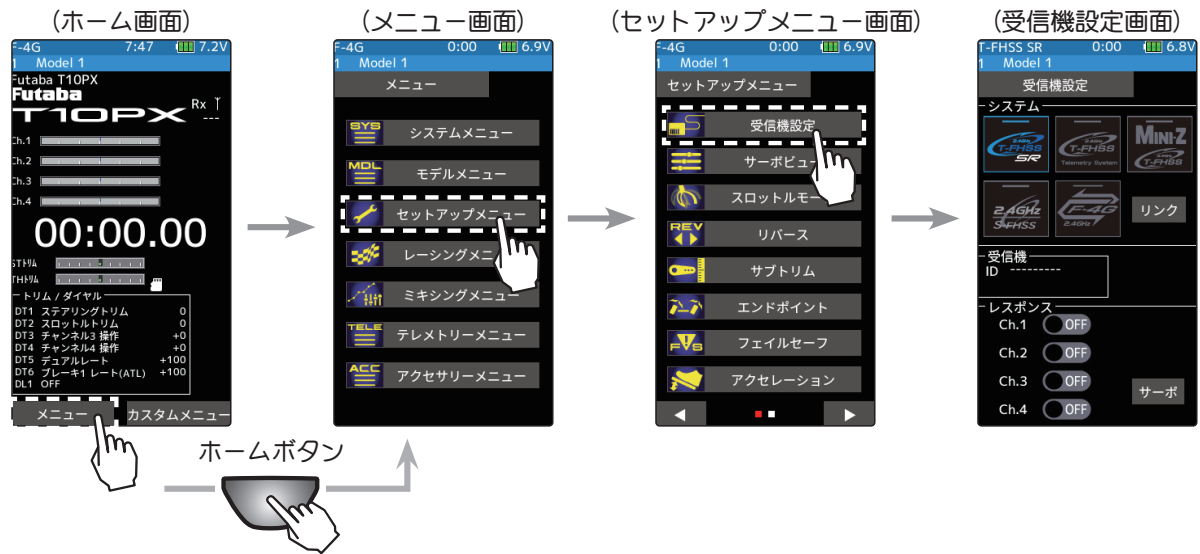 (ホーム画面)
F-4G 7:47 7.2V
1 Model 1
Futaba T10PX
Futaba
T10PX
Rx
---
Ch.1
Ch.2
Ch.3
Ch.4
00:00.00
STトリム
THトリム
トリム / ダイヤル
DT1 ステアリングトリム 0
DT2 スロットルトリム 0
DT3 チャンネル3 操作 +0
DT4 チャンネル4 操作 +0
DT5 デュアルレート +100
DT6 ブレーキ1 レート(ATL) +100
DL1 OFF
メニュー
カスタムメニュー
ホームボタン
(メニュー画面)
F-4G 0:00 6.9V
1 Model 1
メニュー
SYS システムメニュー
MDL モデルメニュー
セットアップメニュー
レーシングメニ
ミキシングメニュー
TELE テレメトリーメニュー
ACC アクセサリーメニュー
(セットアップメニュー画面)
F-4G 0:00 6.9V
1 Model 1
セットアップメニュー
受信機設定
サーボビュ
スロットルモー
REV リバース
サブトリム
エンドポイント
F/S フェイルセーフ
アクセレーション
(受信機設定画面)
T-FHSS SR 0:00 6.8V
1 Model 1
受信機設定
システム
2.4GHz T-FHSS SR
2.4GHz T-FHSS Telemetry System
MINI-Z 2.4GHz T-FHSS
2.4GHz S-FHSS
F-4G 2.4GHz
リンク
受信機
ID ---------
レスポンス
Ch.1 OFF
Ch.2 OFF
Ch.3 OFF
Ch.4 OFF
サーボ